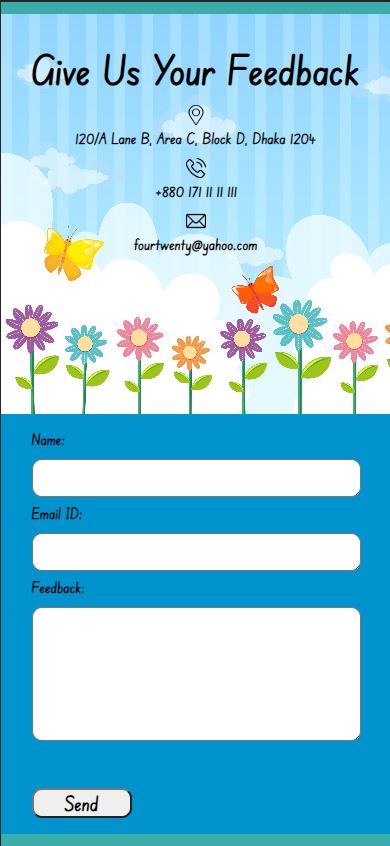 Give Us Your Feedback
120/A Lane B, Area C, Block D, Dhaka 1204
+880 171 11 11 111
fourtwenty@yahoo.com
Name:
Email ID:
Feedback:
Send